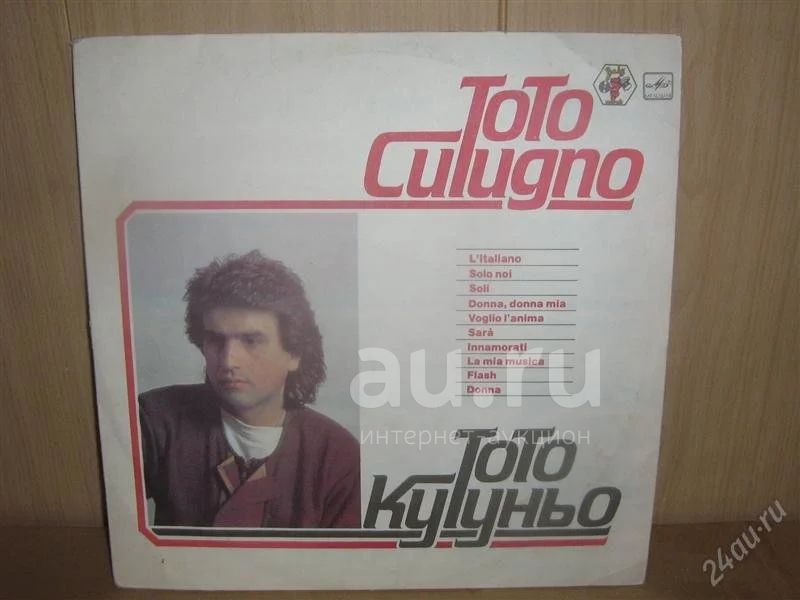 Toto
Cutugno
L'Italiano
Solo noi
Soli
Donna, donna mia
Voglio l'anima
Sarà
Innamorati
La mia musica
Flash
Donna
au.ru
интернет-аукцион
Тото
Кутуньо
24au.ru